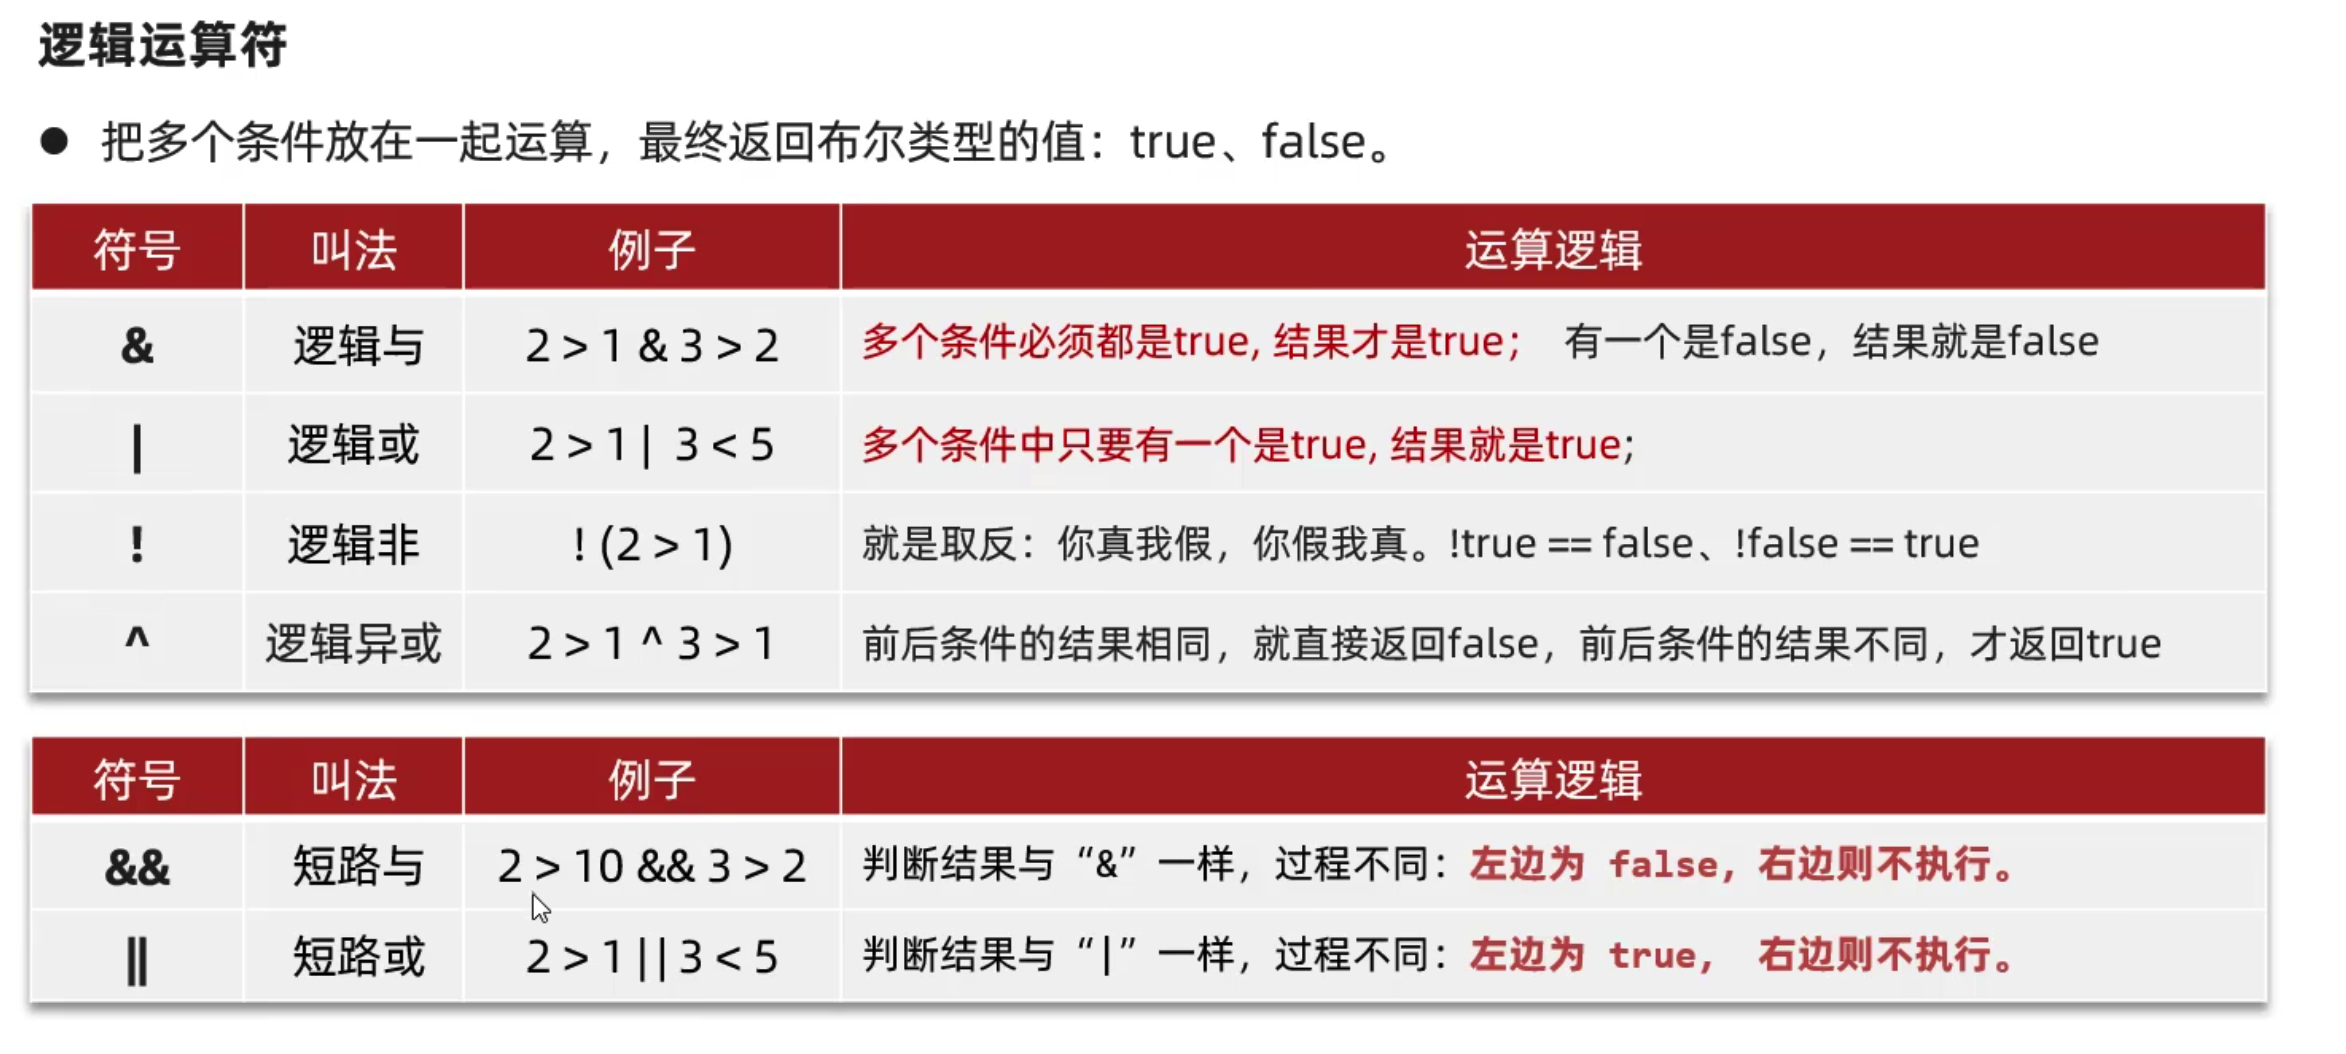 逻辑运算符
● 把多个条件放在一起运算，最终返回布尔类型的值：true、false。
符号 叫法 例子 运算逻辑
& 逻辑与 2 > 1 & 3 > 2 多个条件必须都是true, 结果才是true； 有一个是false，结果就是false
| 逻辑或 2 > 1 | 3 < 5 多个条件中只要有一个是true, 结果就是true;
! 逻辑非 ! (2 > 1) 就是取反：你真我假，你假我真。!true == false、!false == true
^ 逻辑异或 2 > 1 ^ 3 > 1 前后条件的结果相同，就直接返回false，前后条件的结果不同，才返回true
符号 叫法 例子 运算逻辑
&& 短路与 2 > 10 && 3 > 2 判断结果与“&”一样，过程不同：左边为 false，右边则不执行。
|| 短路或 2 > 1 || 3 < 5 判断结果与“|”一样，过程不同：左边为 true， 右边则不执行。